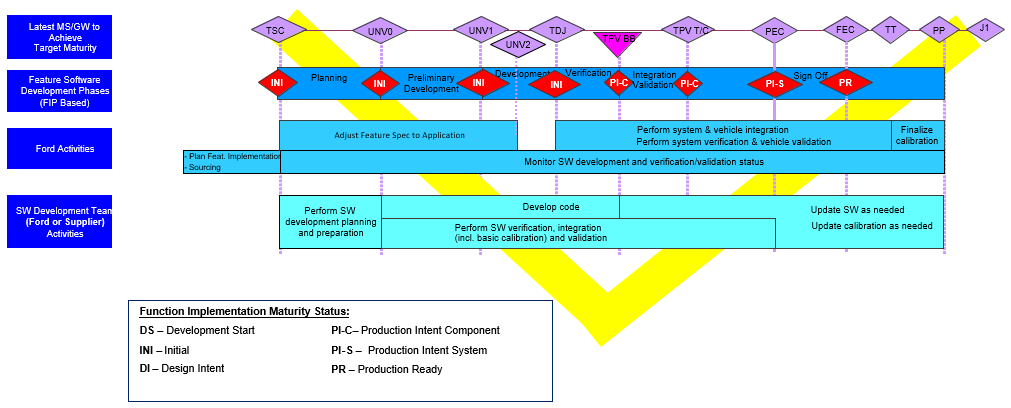 Latest MS/GW to
Achieve
Target Maturity
TSC
UNV0
UNV1
UNV2
TDJ
TPV BB
TPV T/C
PEC
FEC
TT
PP
J1
Feature Software
Development Phases
(FIP Based)
INI
Planning
INI
Preliminary
Development
INI
Development
INI
Verification
PI-C
Integration
Validation
PI-C
PI-S
Sign Off
PR
Ford Activities
Adjust Feature Spec to Application
Perform system & vehicle integration
Perform system verification & vehicle validation
Finalize
calibration
- Plan Feat. Implementation
- Sourcing
Monitor SW development and verification/validation status
SW Development Team
(Ford or Supplier)
Activities
Perform SW
development planning
and preparation
Develop code
Perform SW verification, integration
(incl. basic calibration) and validation
Update SW as needed
Update calibration as needed
Function Implementation Maturity Status:
DS – Development Start
INI – Initial
DI – Design Intent
PI-C– Production Intent Component
PI-S – Production Intent System
PR – Production Ready